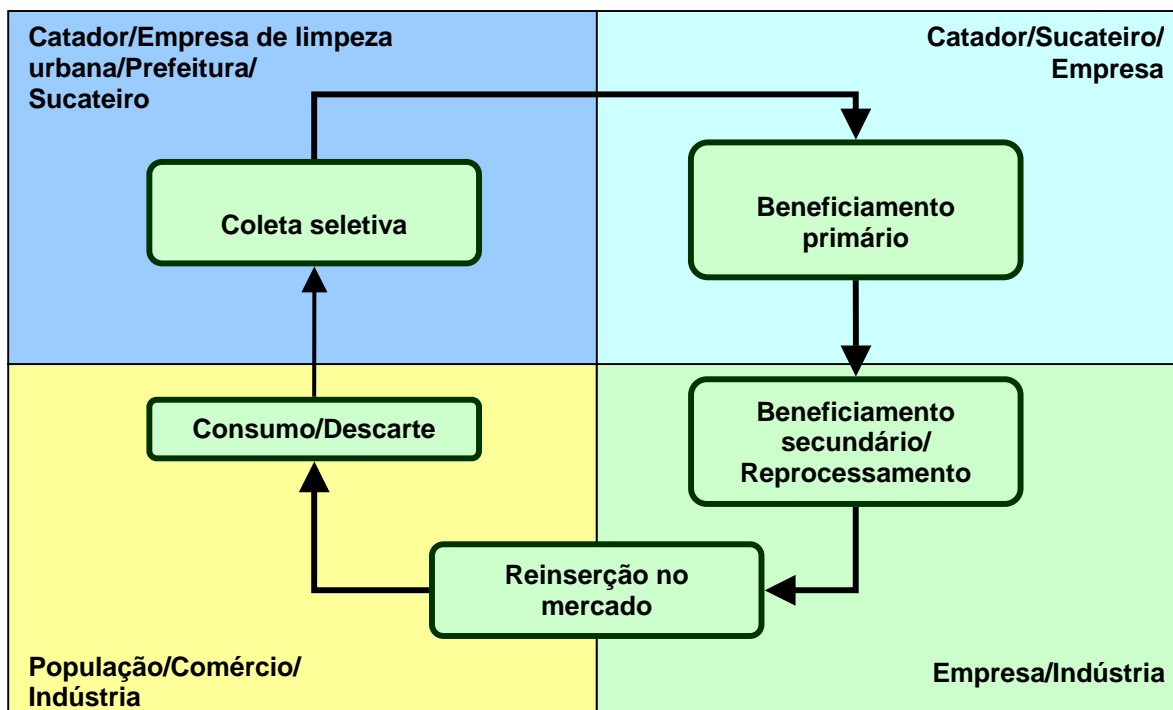 Catador/Empresa de limpeza
urbana/Prefeitura/
Sucateiro
Catador/Sucateiro/
Empresa
Coleta seletiva
Beneficiamento
primário
Consumo/Descarte
Beneficiamento
secundário/
Reprocessamento
Reinserção no
mercado
População/Comércio/
Indústria
Empresa/Indústria